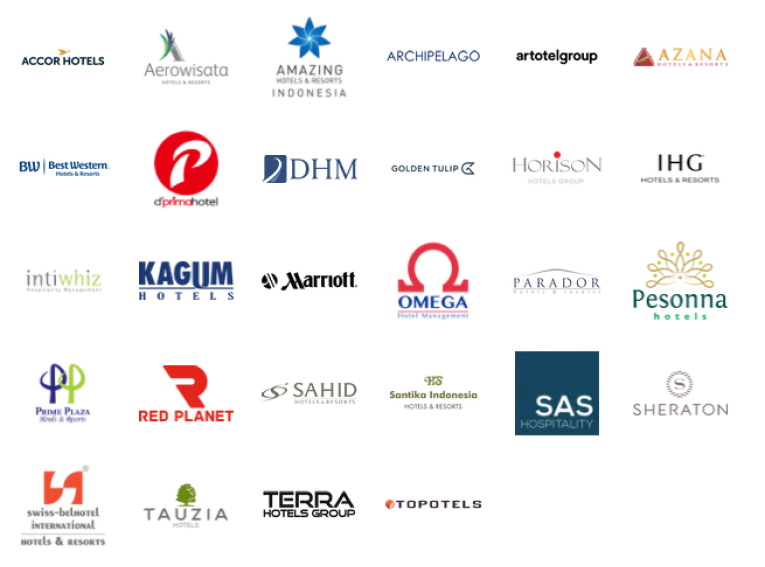 ACCOR HOTELS
Aerowisata
HOTELS & RESORTS
AMAZING
HOTELS & RESORTS
INDONESIA
ARCHIPELAGO
artotelgroup
AZANA
HOTELS & RESORTS
BW Best Western
Hotels & Resorts
d'primahotel
DHM
GOLDEN TULIP
HORISON
HOTELS GROUP
IHG
HOTELS & RESORTS
intiwhiz
Hospitality Management
KAGUM
HOTELS
Marriott
OMEGA
Hotel Management
PARADOR
hotels & resorts
Pesonna
hotels
PRIME PLAZA
Hotels & Resorts
RED PLANET
SAHID
HOTELS & RESORTS
HS
Santika Indonesia
HOTELS & RESORTS
SAS
HOSPITALITY
S
SHERATON
swiss-belhotel
international
HOTELS & RESORTS
TAUZIA
HOTELS
TERRA
HOTELS GROUP
TOPOTELS